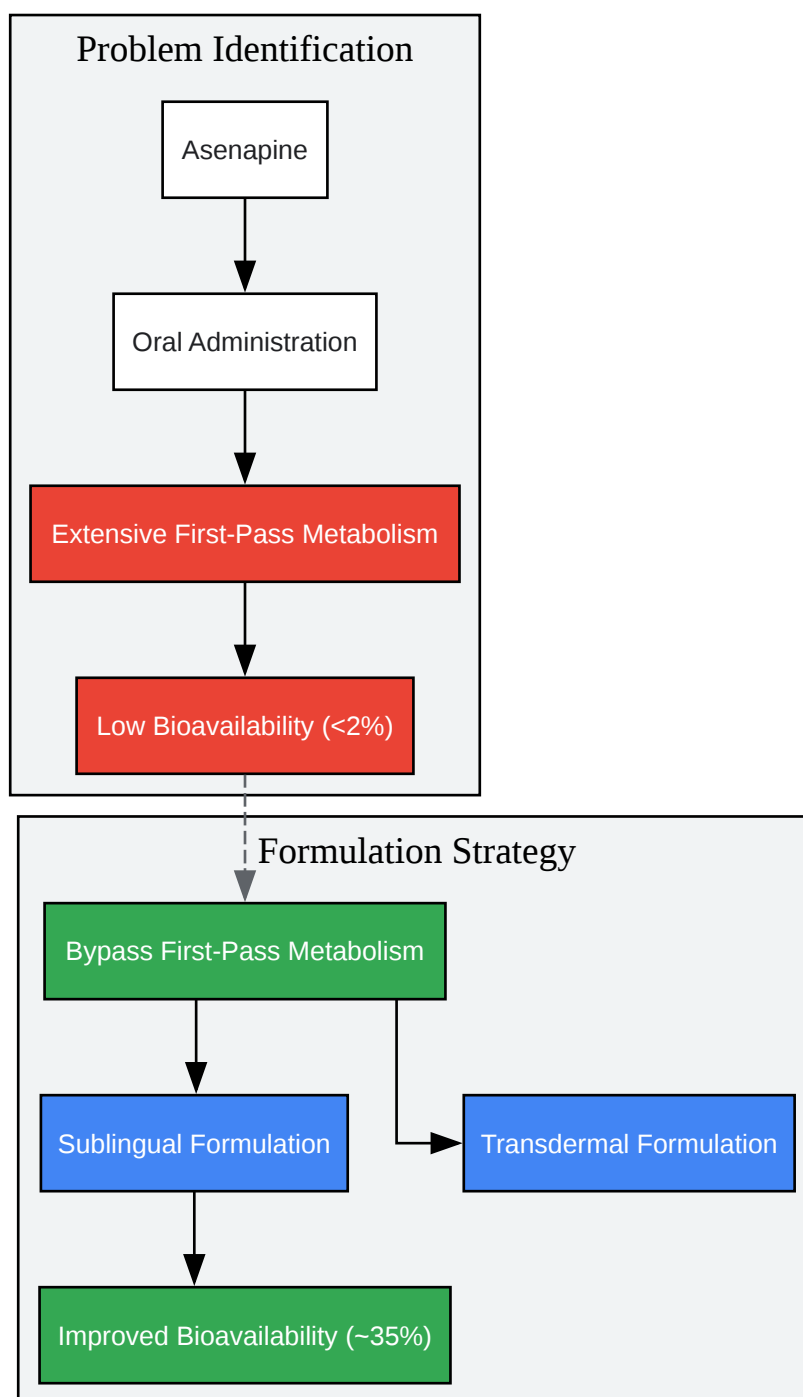 Problem Identification
Asenapine
Oral Administration
Extensive First-Pass Metabolism
Low Bioavailability (<2%)
Formulation Strategy
Bypass First-Pass Metabolism
Sublingual Formulation
Transdermal Formulation
Improved Bioavailability (~35%)